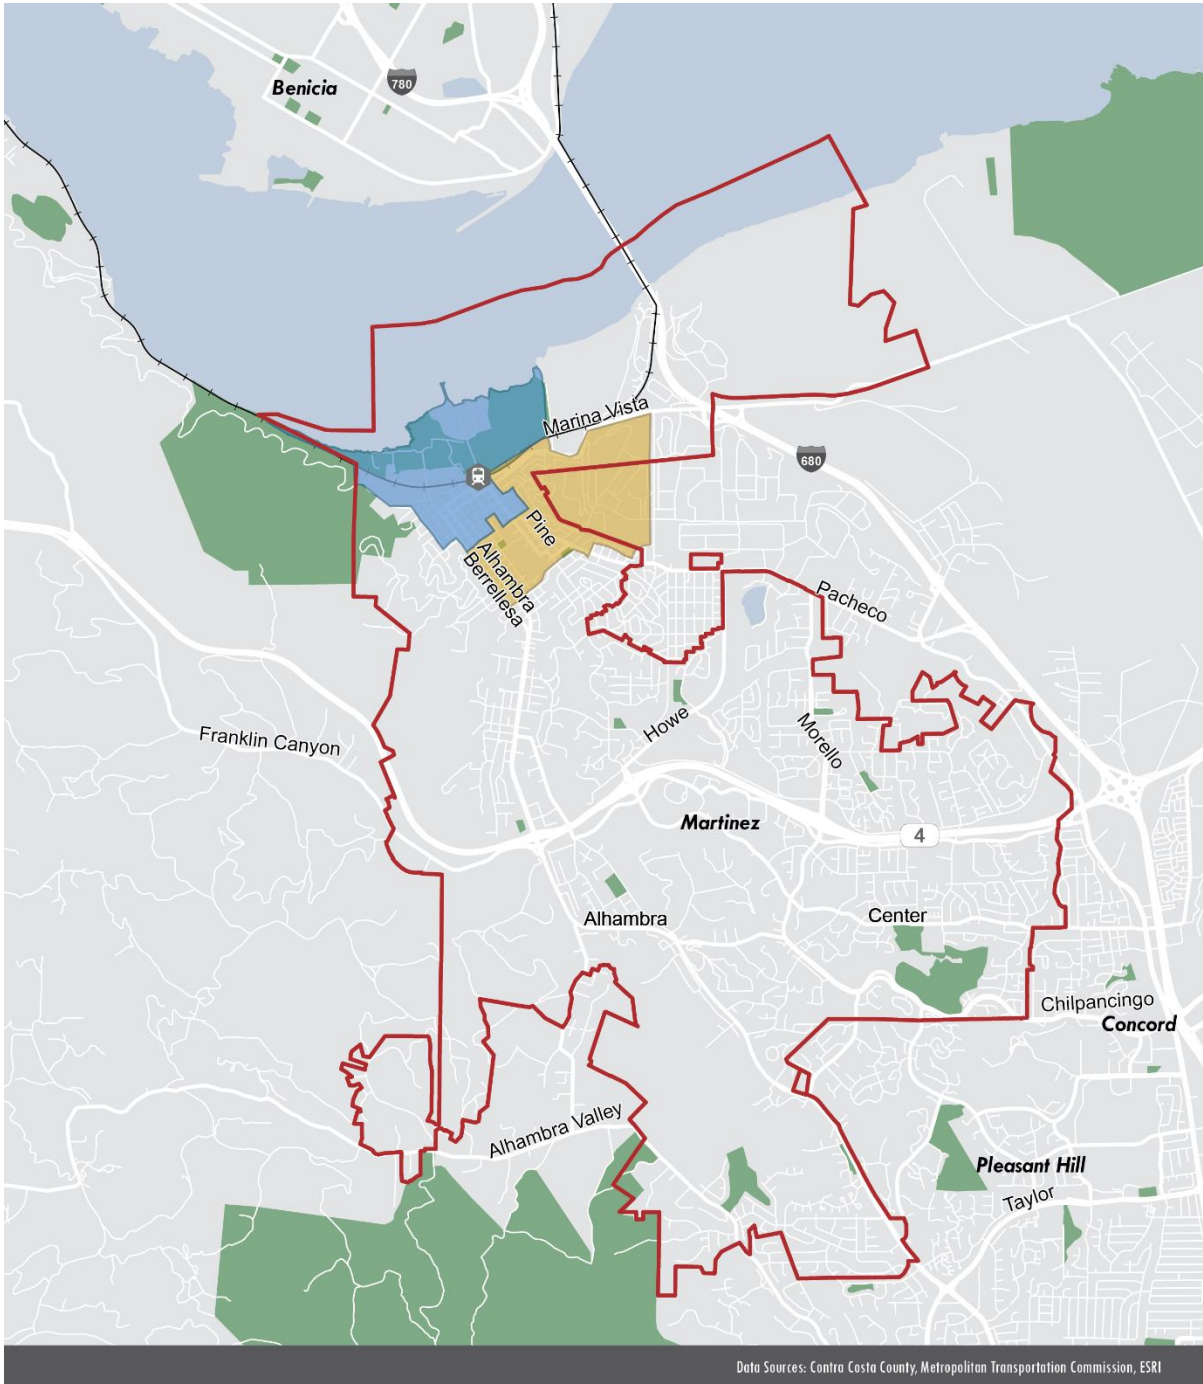 780
Benicia
Marina Vista
680
Pine
Alhambra
Berrellesa
Pacheco
Franklin Canyon
Howe
Morello
Martinez
4
Alhambra
Center
Chilpancingo
Concord
Alhambra Valley
Pleasant Hill
Taylor
Data Sources: Contra Costa County, Metropolitan Transportation Commission, ESRI